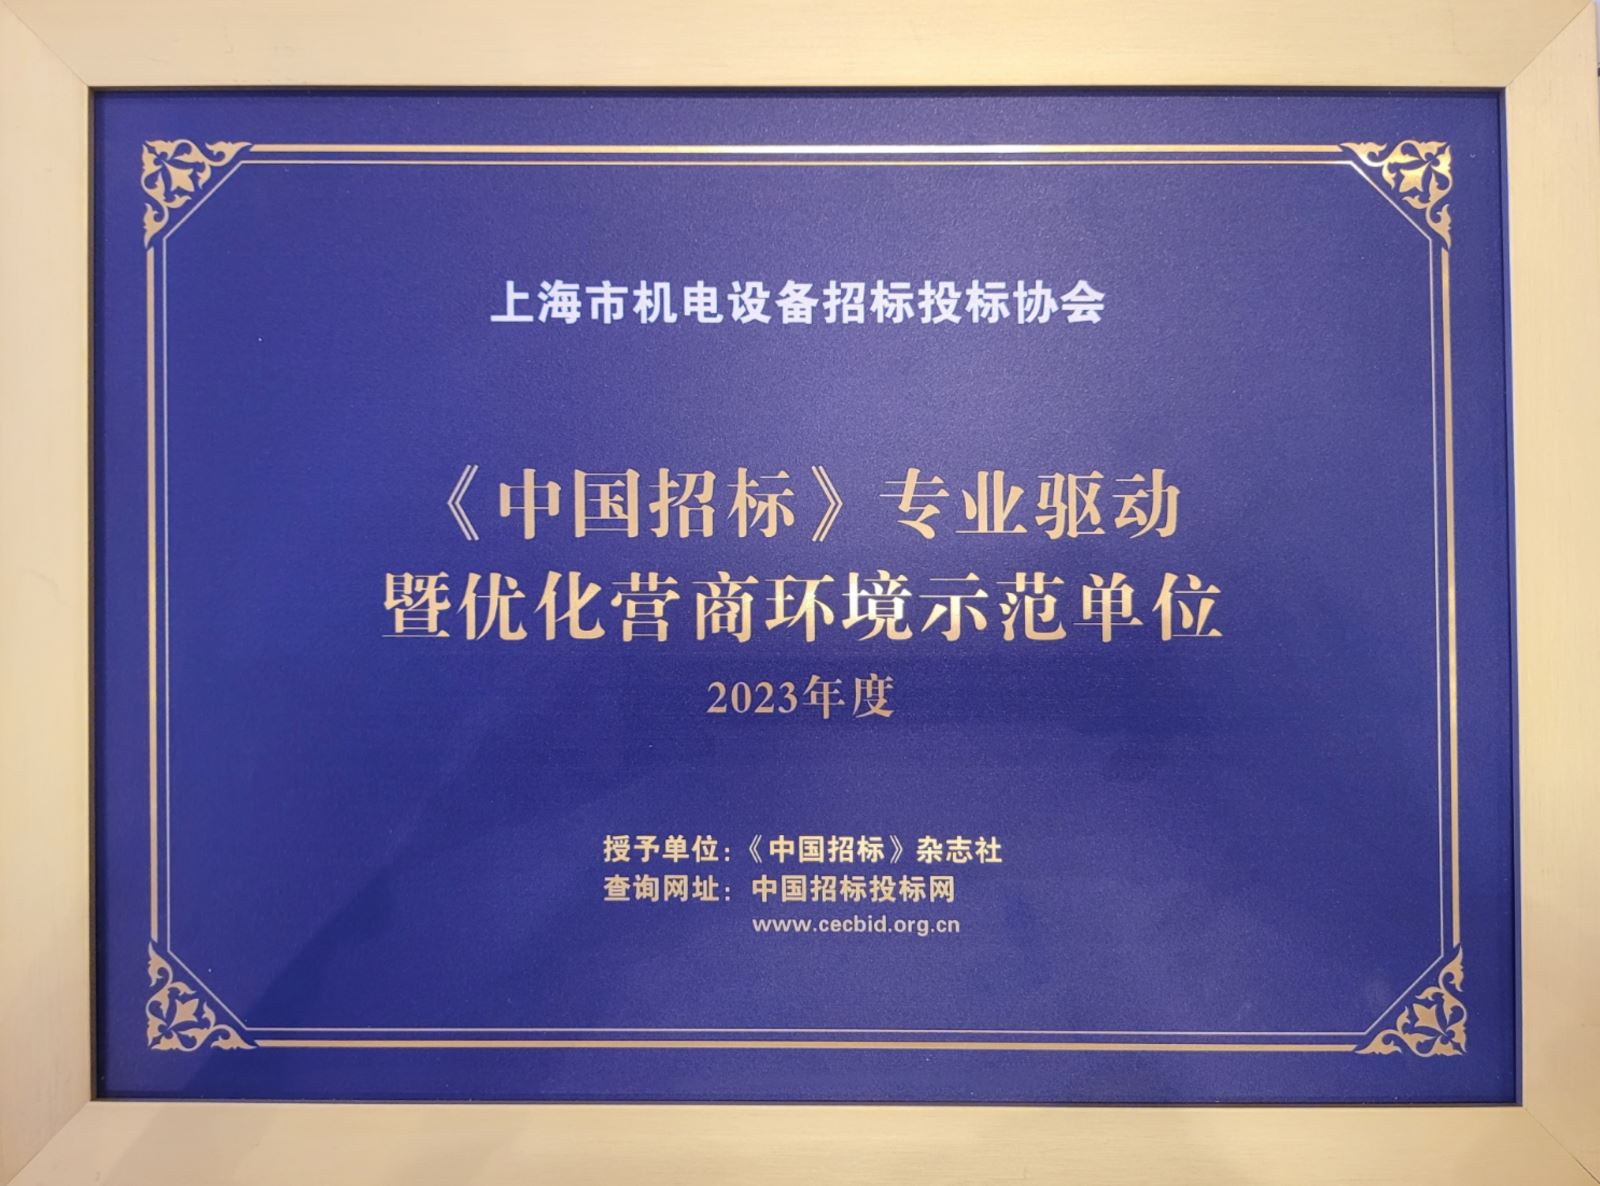 上海市机电设备招标投标协会
《中国招标》专业驱动
暨优化营商环境示范单位
2023年度
授予单位：《中国招标》杂志社
查询网址：中国招标投标网
www.cecbid.org.cn